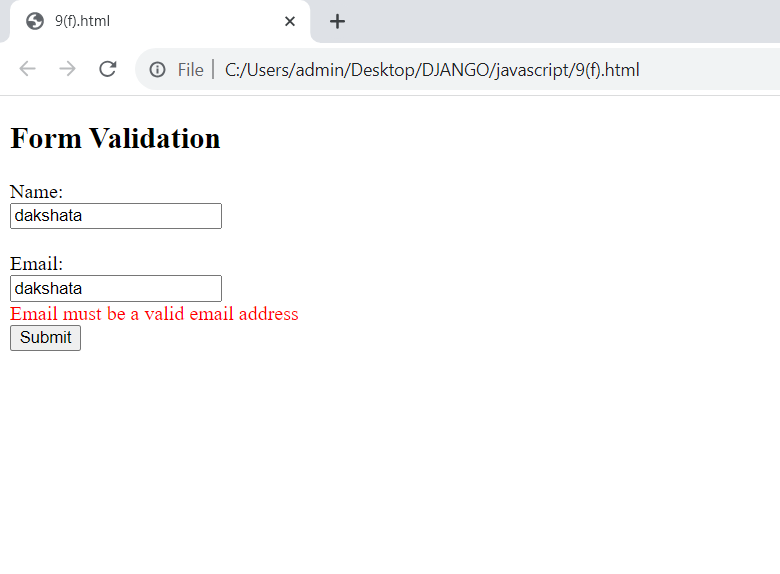 9(f).html
File | C:/Users/admin/Desktop/DJANGO/javascript/9(f).html
Form Validation
Name:
dakshata
Email:
dakshata
Email must be a valid email address
Submit